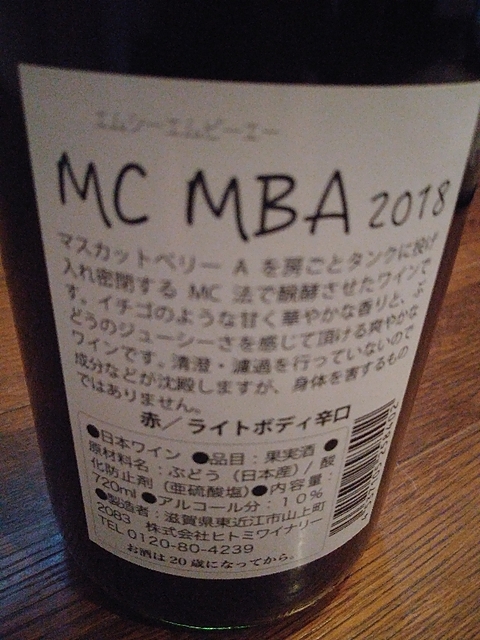 エムシーエムビーエー
MC MBA 2018
マスカットベリー A を房ごとタンクに投げ
入れ密閉する MC 法で醗酵させたワインで
す。イチゴのような甘く華やかな香りと、ぶ
どうのジューシーさを感じて頂ける爽やかな
ワインです。清澄・濾過を行っていないので
成分などが沈殿しますが、身体を害するもの
ではありません。
赤／ライトボディ辛口
●日本ワイン ●品目：果実酒 ●
原材料名：ぶどう（日本産）/ 酸
化防止剤（亜硫酸塩）●内容量：
720ml ●アルコール分：10%
●製造者：滋賀県東近江市山上町
2083 株式会社ヒトミワイナリー
TEL 0120-80-4239
お酒は20歳になってから。